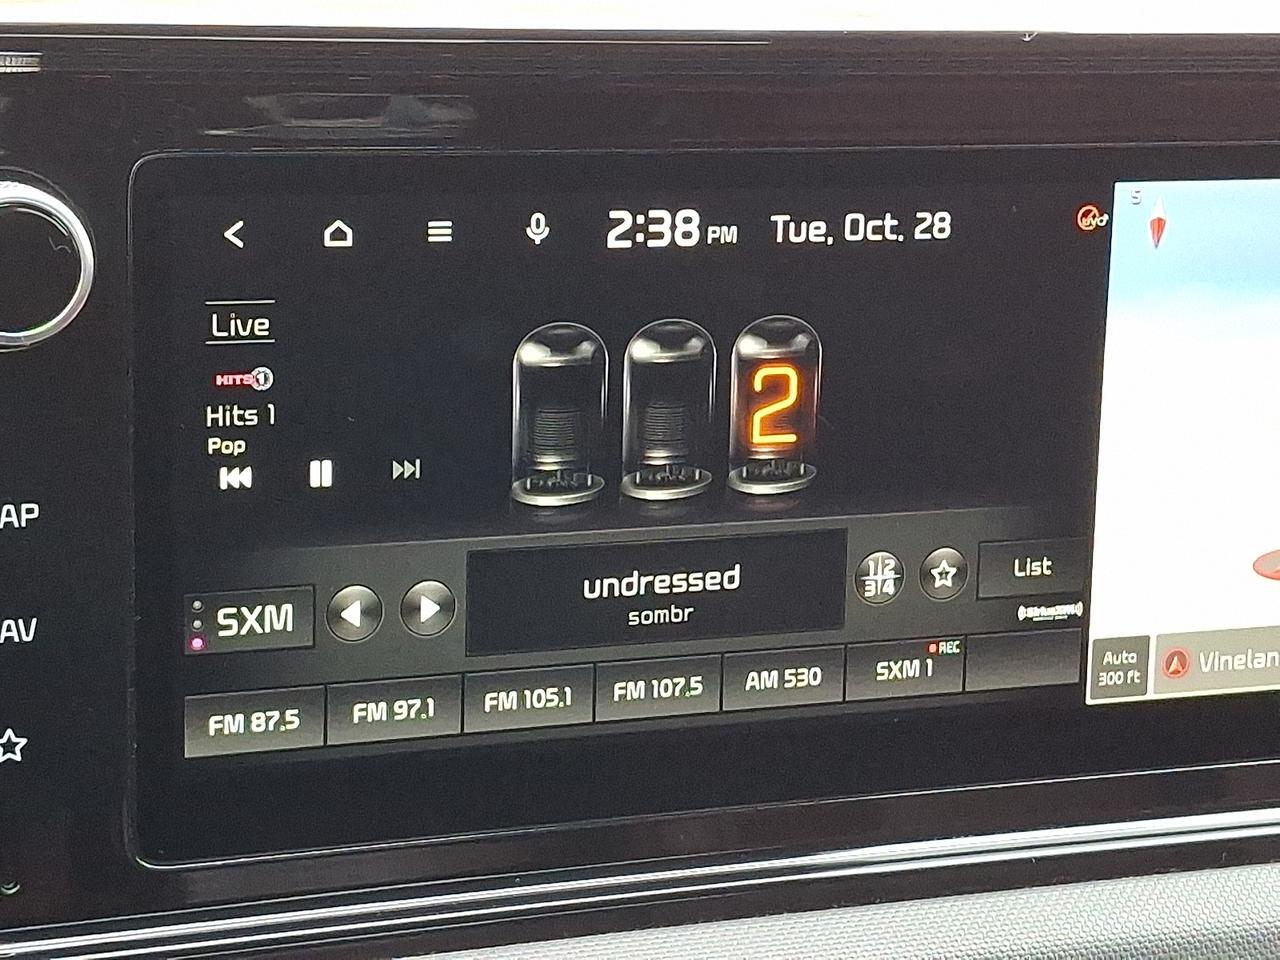 2:38 PM Tue, Oct. 28
S
Live
HITS 1
Hits 1
Pop
2
SXM
undressed
sombr
1 2
3 4
List
((SiriusXM))
REC
FM 87.5
FM 97.1
FM 105.1
FM 107.5
AM 530
SXM 1
Auto
300 ft
Vinelan
AP
AV